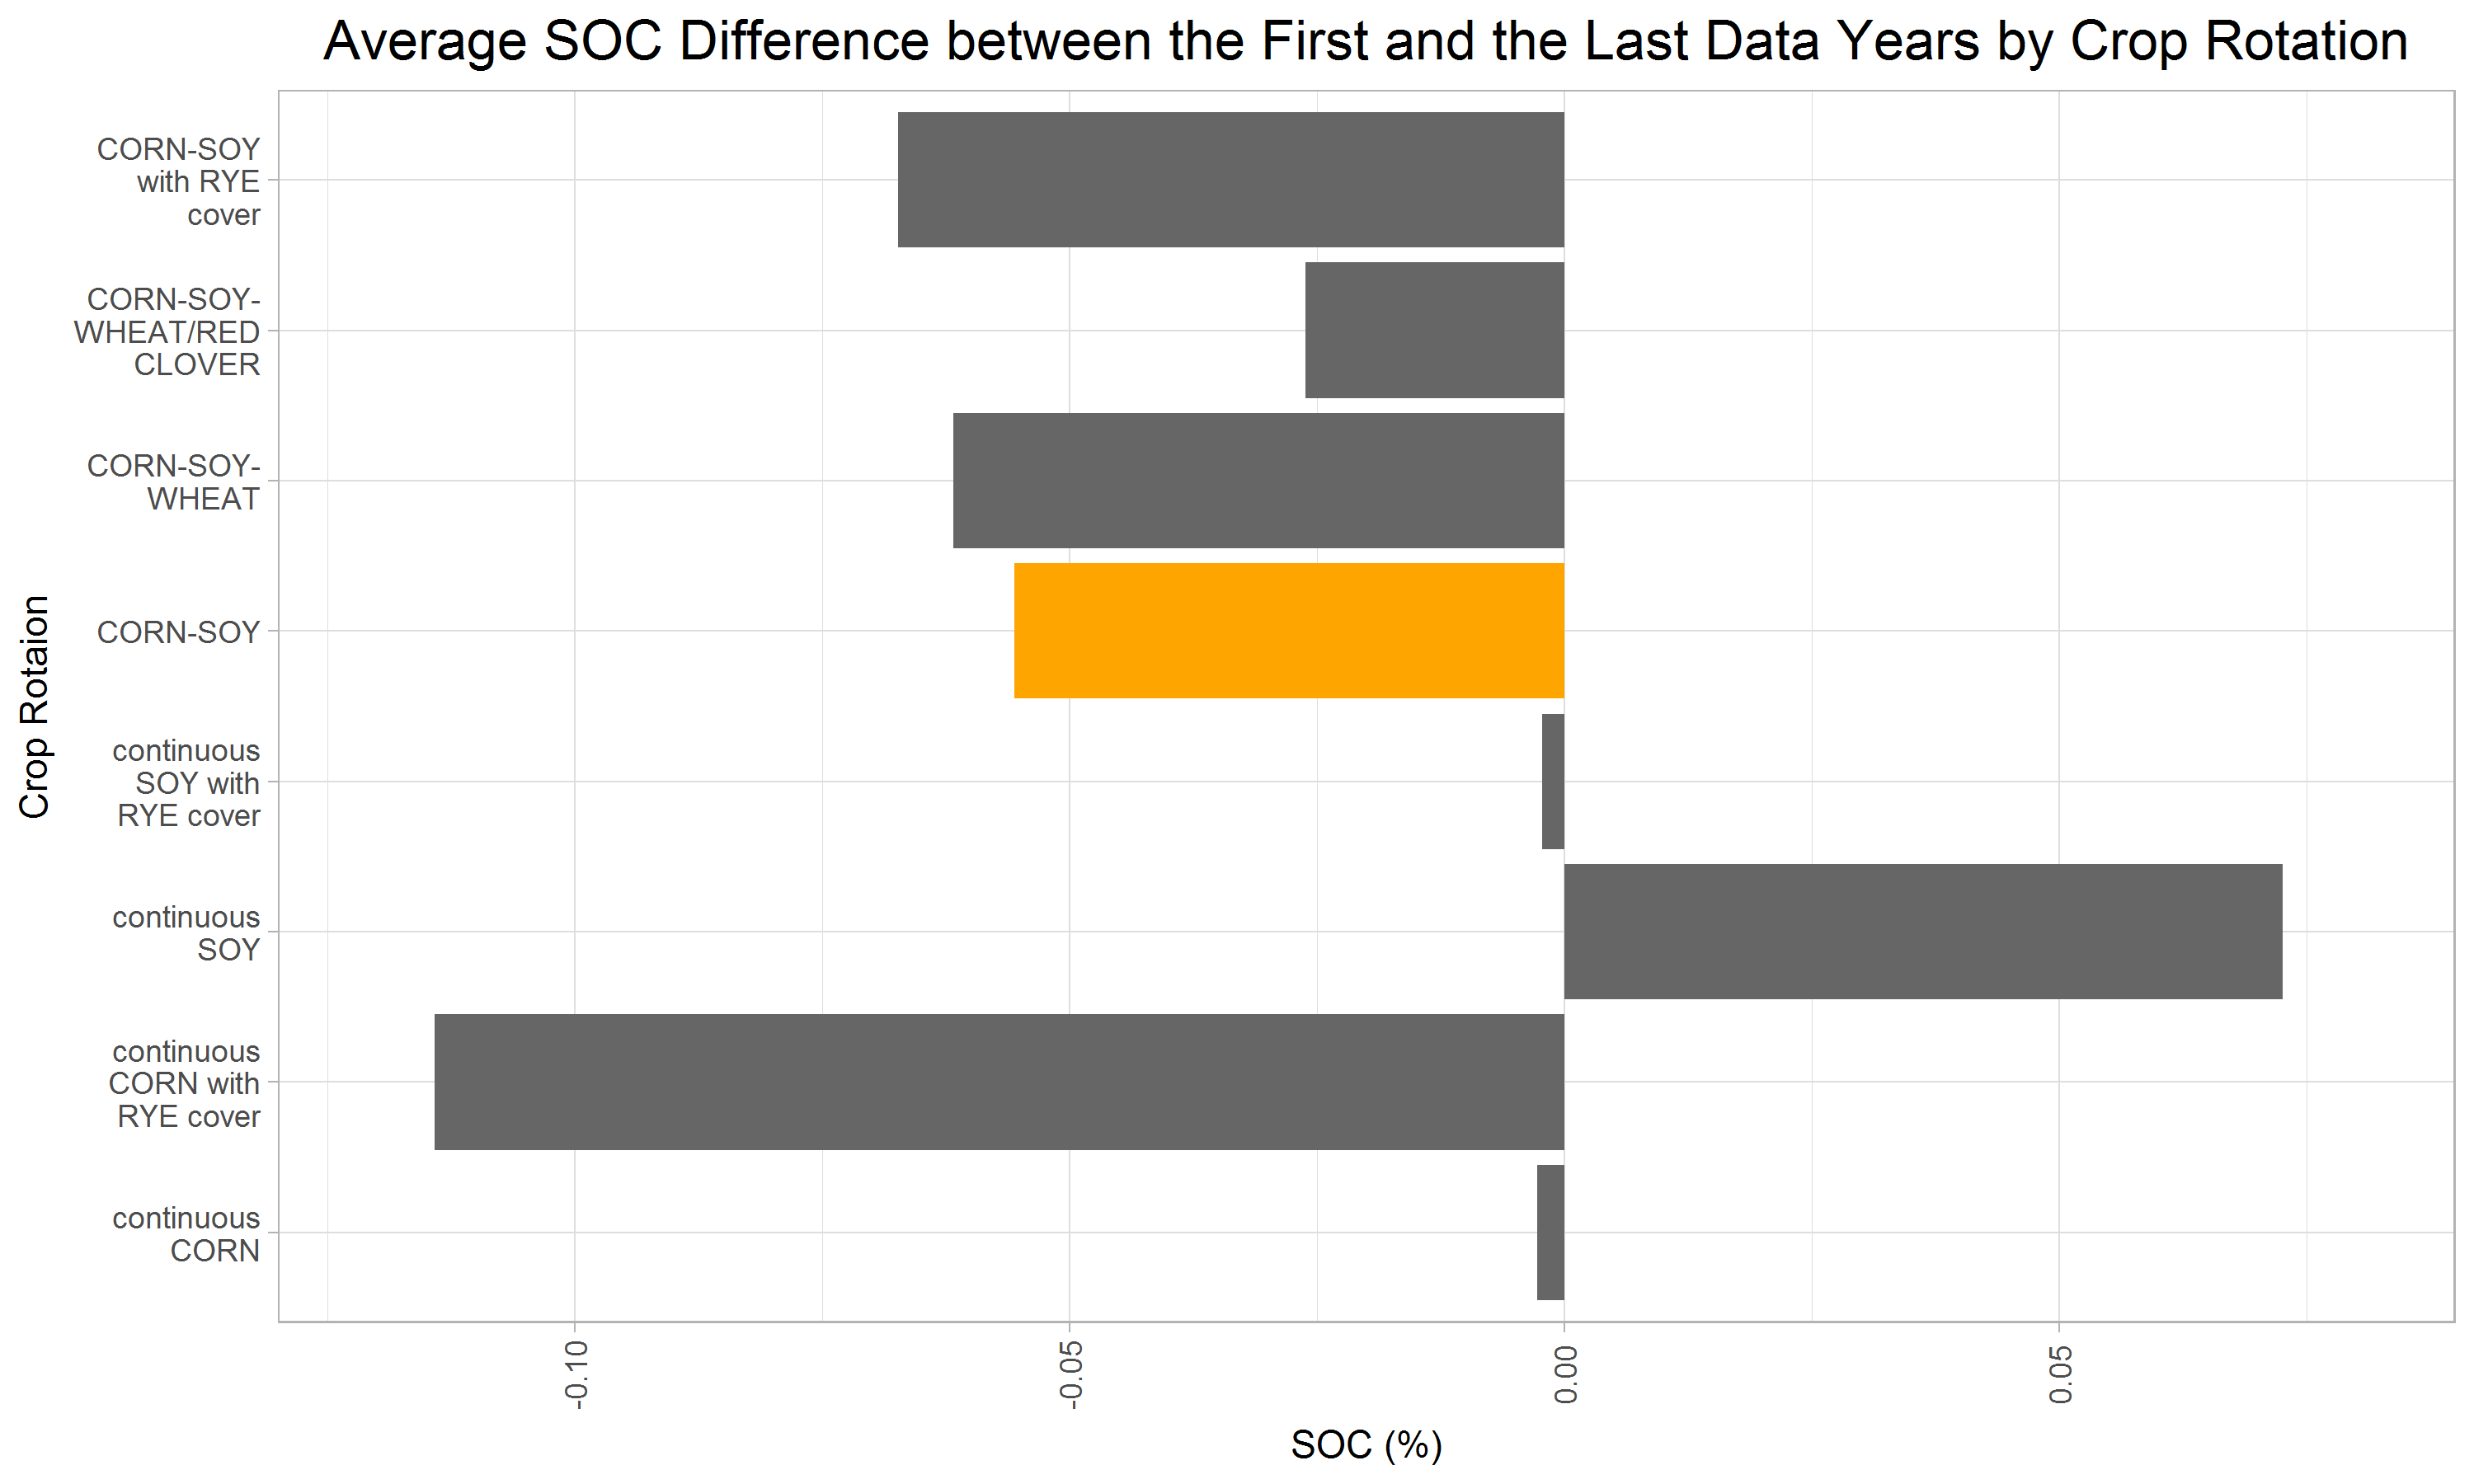 Average SOC Difference between the First and the Last Data Years by Crop Rotation
CORN-SOY
with RYE
cover
CORN-SOY-
WHEAT/RED
CLOVER
CORN-SOY-
WHEAT
CORN-SOY
continuous
SOY with
RYE cover
continuous
SOY
continuous
CORN with
RYE cover
continuous
CORN
Crop Rotaion
-0.10
-0.05
0.00
0.05
SOC (%)